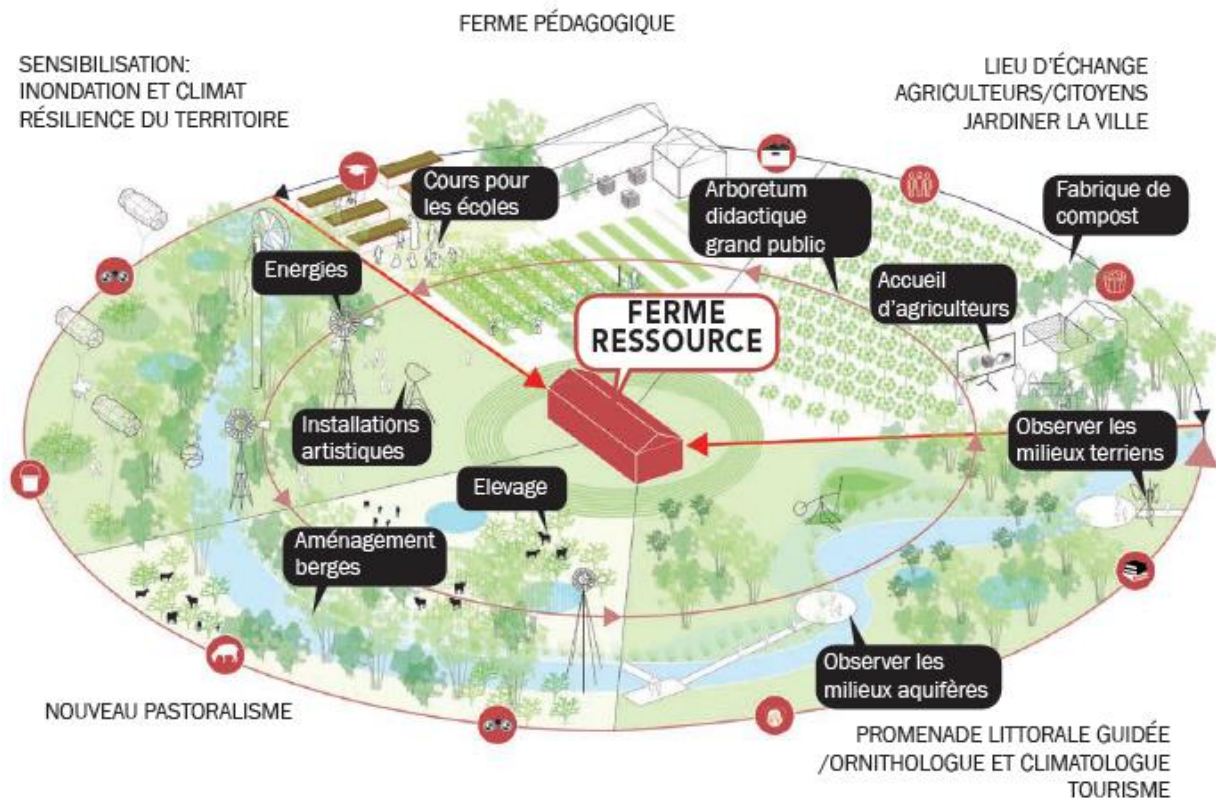 FERME PÉDAGOGIQUE
SENSIBILISATION:
INONDATION ET CLIMAT
RÉSILIENCE DU TERRITOIRE
LIEU D'ÉCHANGE
AGRICULTEURS/CITOYENS
JARDINER LA VILLE
Cours pour
les écoles
Arboretum
didactique
grand public
Fabrique de
compost
Energies
Accueil
d'agriculteurs
FERME
RESSOURCE
Installations
artistiques
Observer les
milieux terriens
Elevage
Aménagement
berges
Observer les
milieux aquifères
NOUVEAU PASTORALISME
PROMENADE LITTORALE GUIDÉE
/ORNITHOLOGUE ET CLIMATOLOGUE
TOURISME